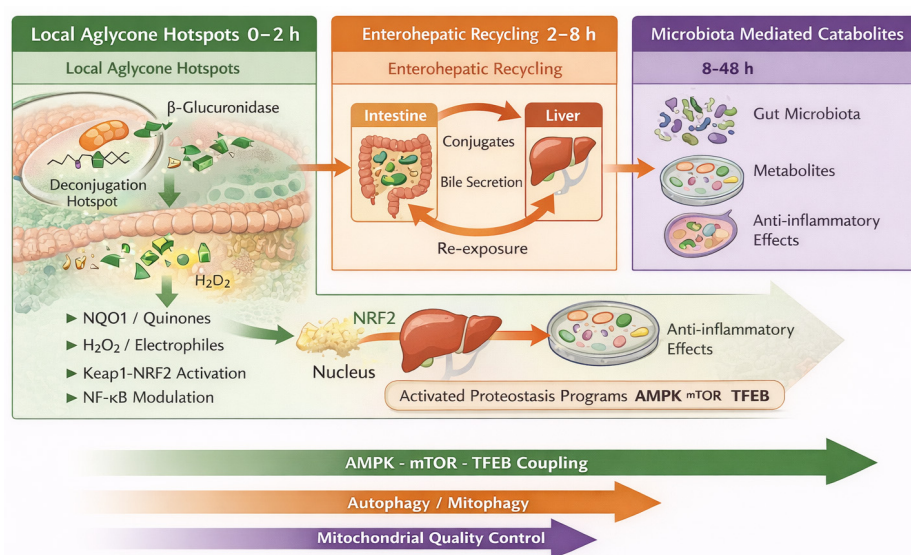 Local Aglycone Hotspots 0–2 h
Local Aglycone Hotspots
β-Glucuronidase
Deconjugation
Hotspot
H₂D₂
▶ NQO1 / Quinones
▶ H₂O₂ / Electrophiles
▶ Keap1-NRF2 Activation
▶ NF-κB Modulation
Enterohepatic Recycling 2–8 h
Enterohepatic Recycling
Intestine
Liver
Conjugates
Bile Secretion
Re-exposure
Microbiota Mediated Catabolites
8-48 h
Gut Microbiota
Metabolites
Anti-inflammatory
Effects
NRF2
Nucleus
Anti-inflammatory
Effects
Activated Proteostasis Programs AMPK mTOR TFEB
AMPK - mTOR - TFEB Coupling
Autophagy / Mitophagy
Mitochondrial Quality Control